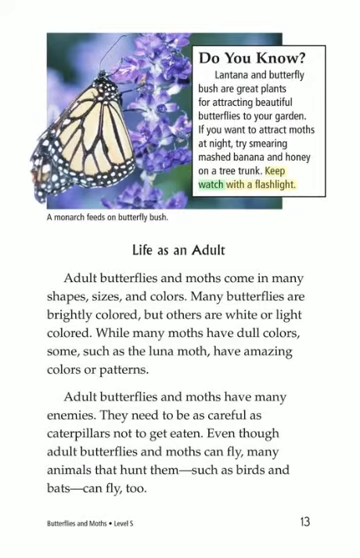 Do You Know?
Lantana and butterfly
bush are great plants
for attracting beautiful
butterflies to your garden.
If you want to attract moths
at night, try smearing
mashed banana and honey
on a tree trunk. Keep
watch with a flashlight.
A monarch feeds on butterfly bush.
Life as an Adult
Adult butterflies and moths come in many
shapes, sizes, and colors. Many butterflies are
brightly colored, but others are white or light
colored. While many moths have dull colors,
some, such as the luna moth, have amazing
colors or patterns.
Adult butterflies and moths have many
enemies. They need to be as careful as
caterpillars not to get eaten. Even though
adult butterflies and moths can fly, many
animals that hunt them—such as birds and
bats—can fly, too.
Butterflies and Moths • Level S
13